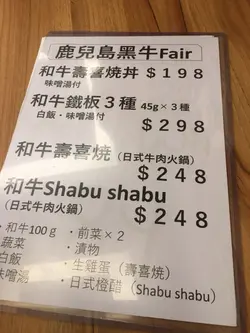 鹿兒島黑牛Fair
和牛壽喜燒丼 $198
味噌湯付
和牛鐵板3種 45g×3種
白飯・味噌湯付
$298
和牛壽喜燒 (日式牛肉火鍋)
$248
和牛Shabu shabu
(日式牛肉火鍋)
$248
・和牛100g ・前菜×2
蔬菜 ・漬物
白飯 ・生雞蛋 (壽喜燒)
味噌湯 ・日式橙醋 (Shabu shabu)